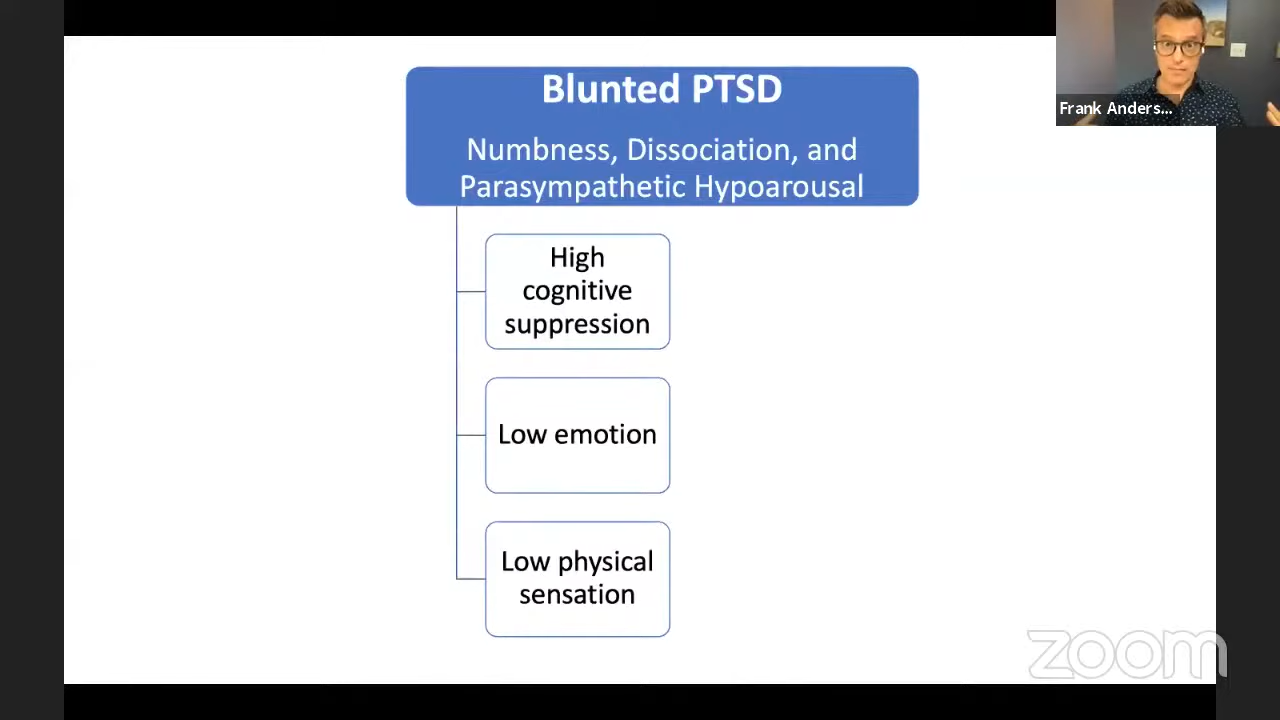 Blunted PTSD
Numbness, Dissociation, and
Parasympathetic Hypoarousal
High
cognitive
suppression
Low emotion
Low physical
sensation
Frank Anders...
zoom